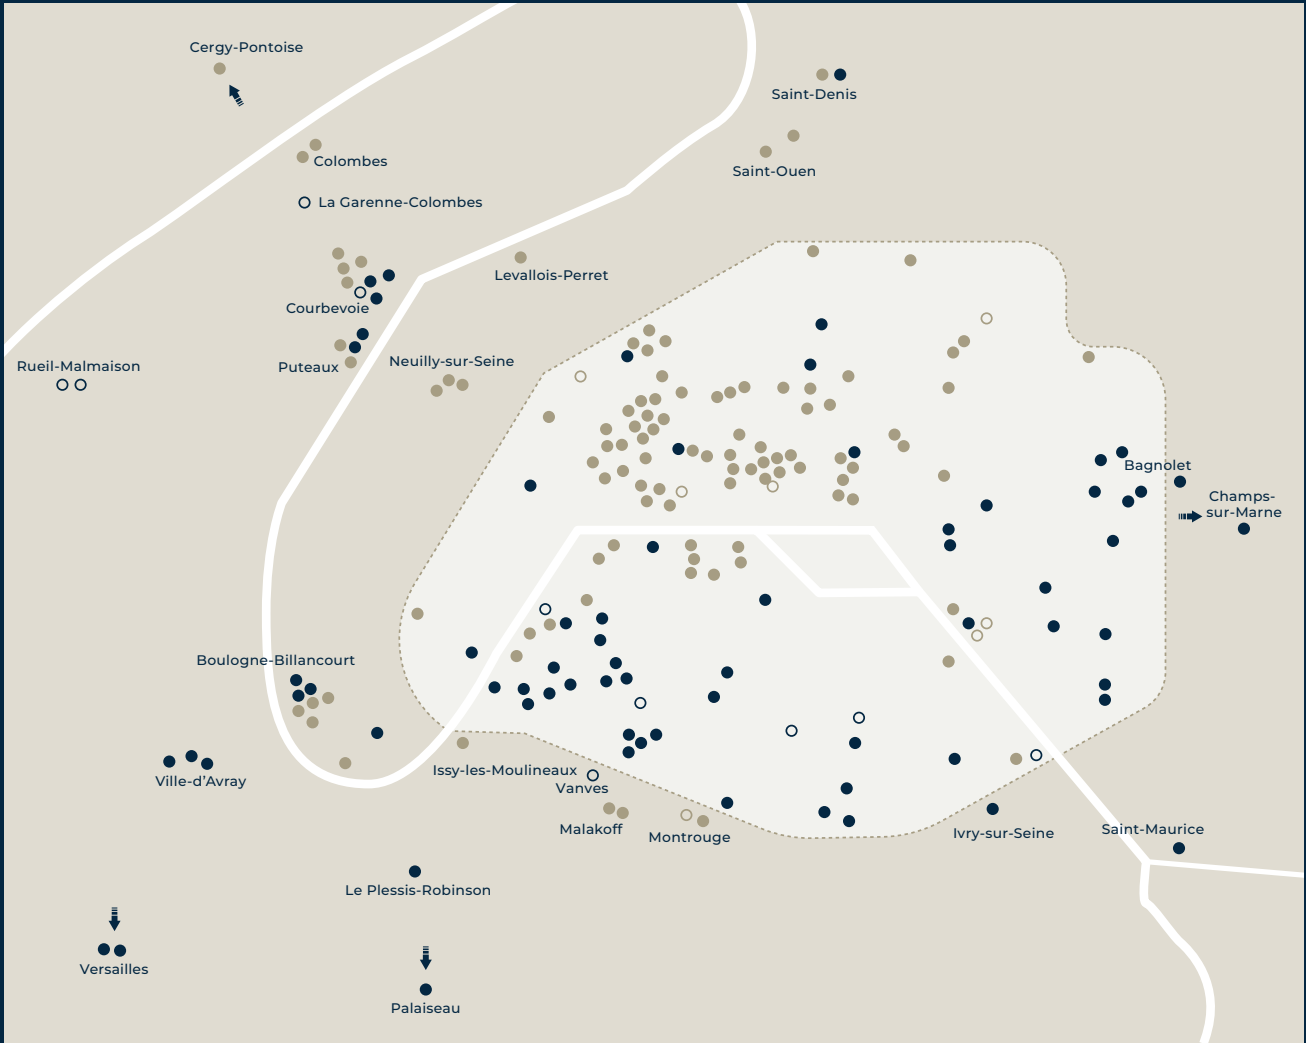 Cergy-Pontoise
Saint-Denis
Colombes
Saint-Ouen
La Garenne-Colombes
Levallois-Perret
Courbevoie
Rueil-Malmaison
Puteaux
Neuilly-sur-Seine
Bagnolet
Champs-
sur-Marne
Boulogne-Billancourt
Issy-les-Moulineaux
Ville-d’Avray
Vanves
Malakoff
Montrouge
Ivry-sur-Seine
Saint-Maurice
Le Plessis-Robinson
Versailles
Palaiseau